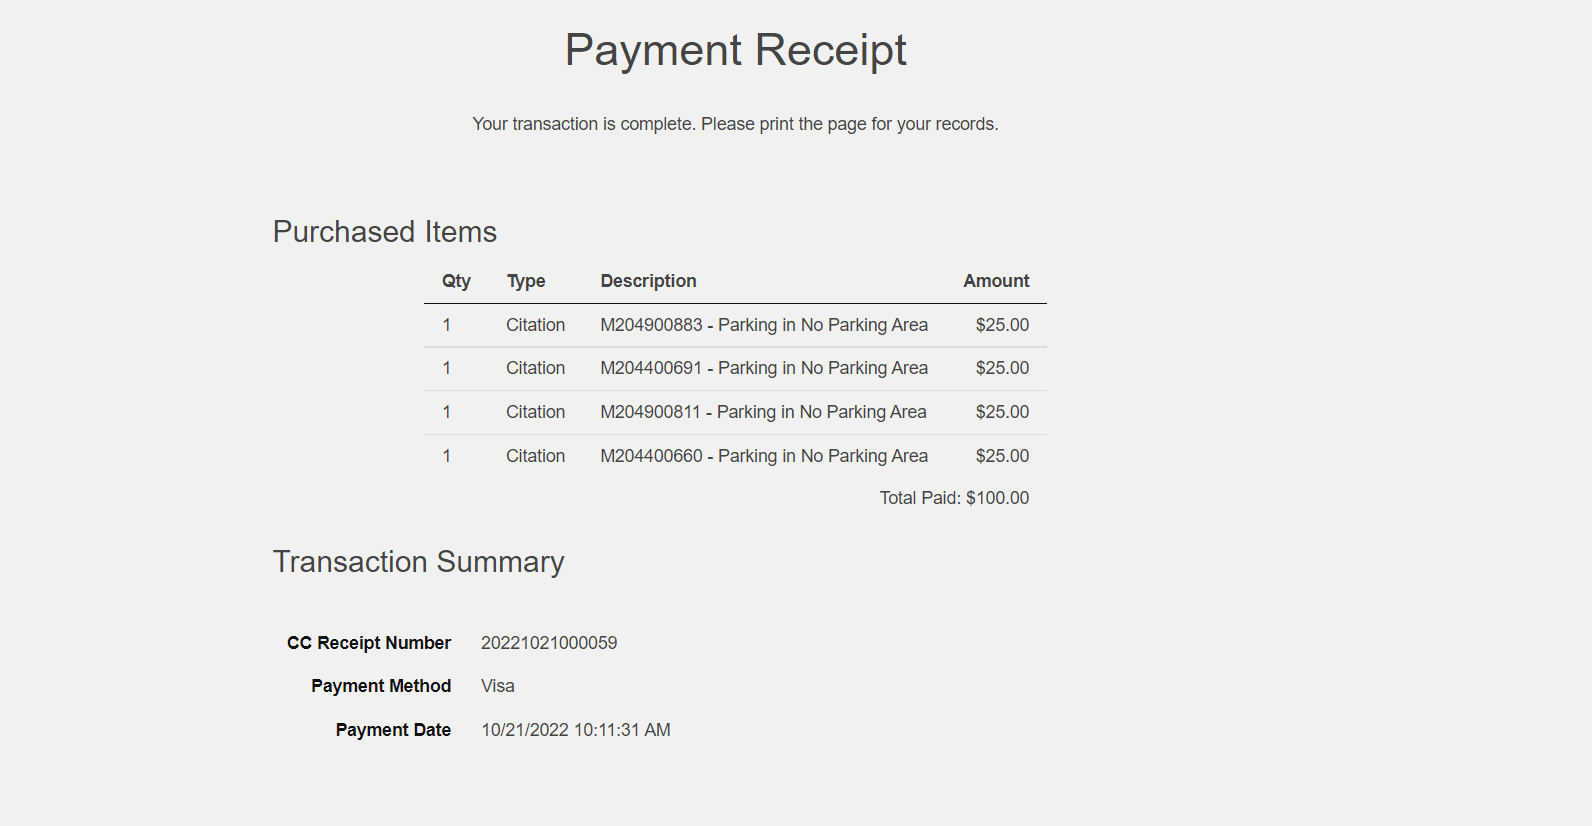 Payment Receipt
Your transaction is complete. Please print the page for your records.
Purchased Items
Qty Type Description Amount
1 Citation M204900883 - Parking in No Parking Area $25.00
1 Citation M204400691 - Parking in No Parking Area $25.00
1 Citation M204900811 - Parking in No Parking Area $25.00
1 Citation M204400660 - Parking in No Parking Area $25.00
Total Paid: $100.00
Transaction Summary
CC Receipt Number 20221021000059
Payment Method Visa
Payment Date 10/21/2022 10:11:31 AM